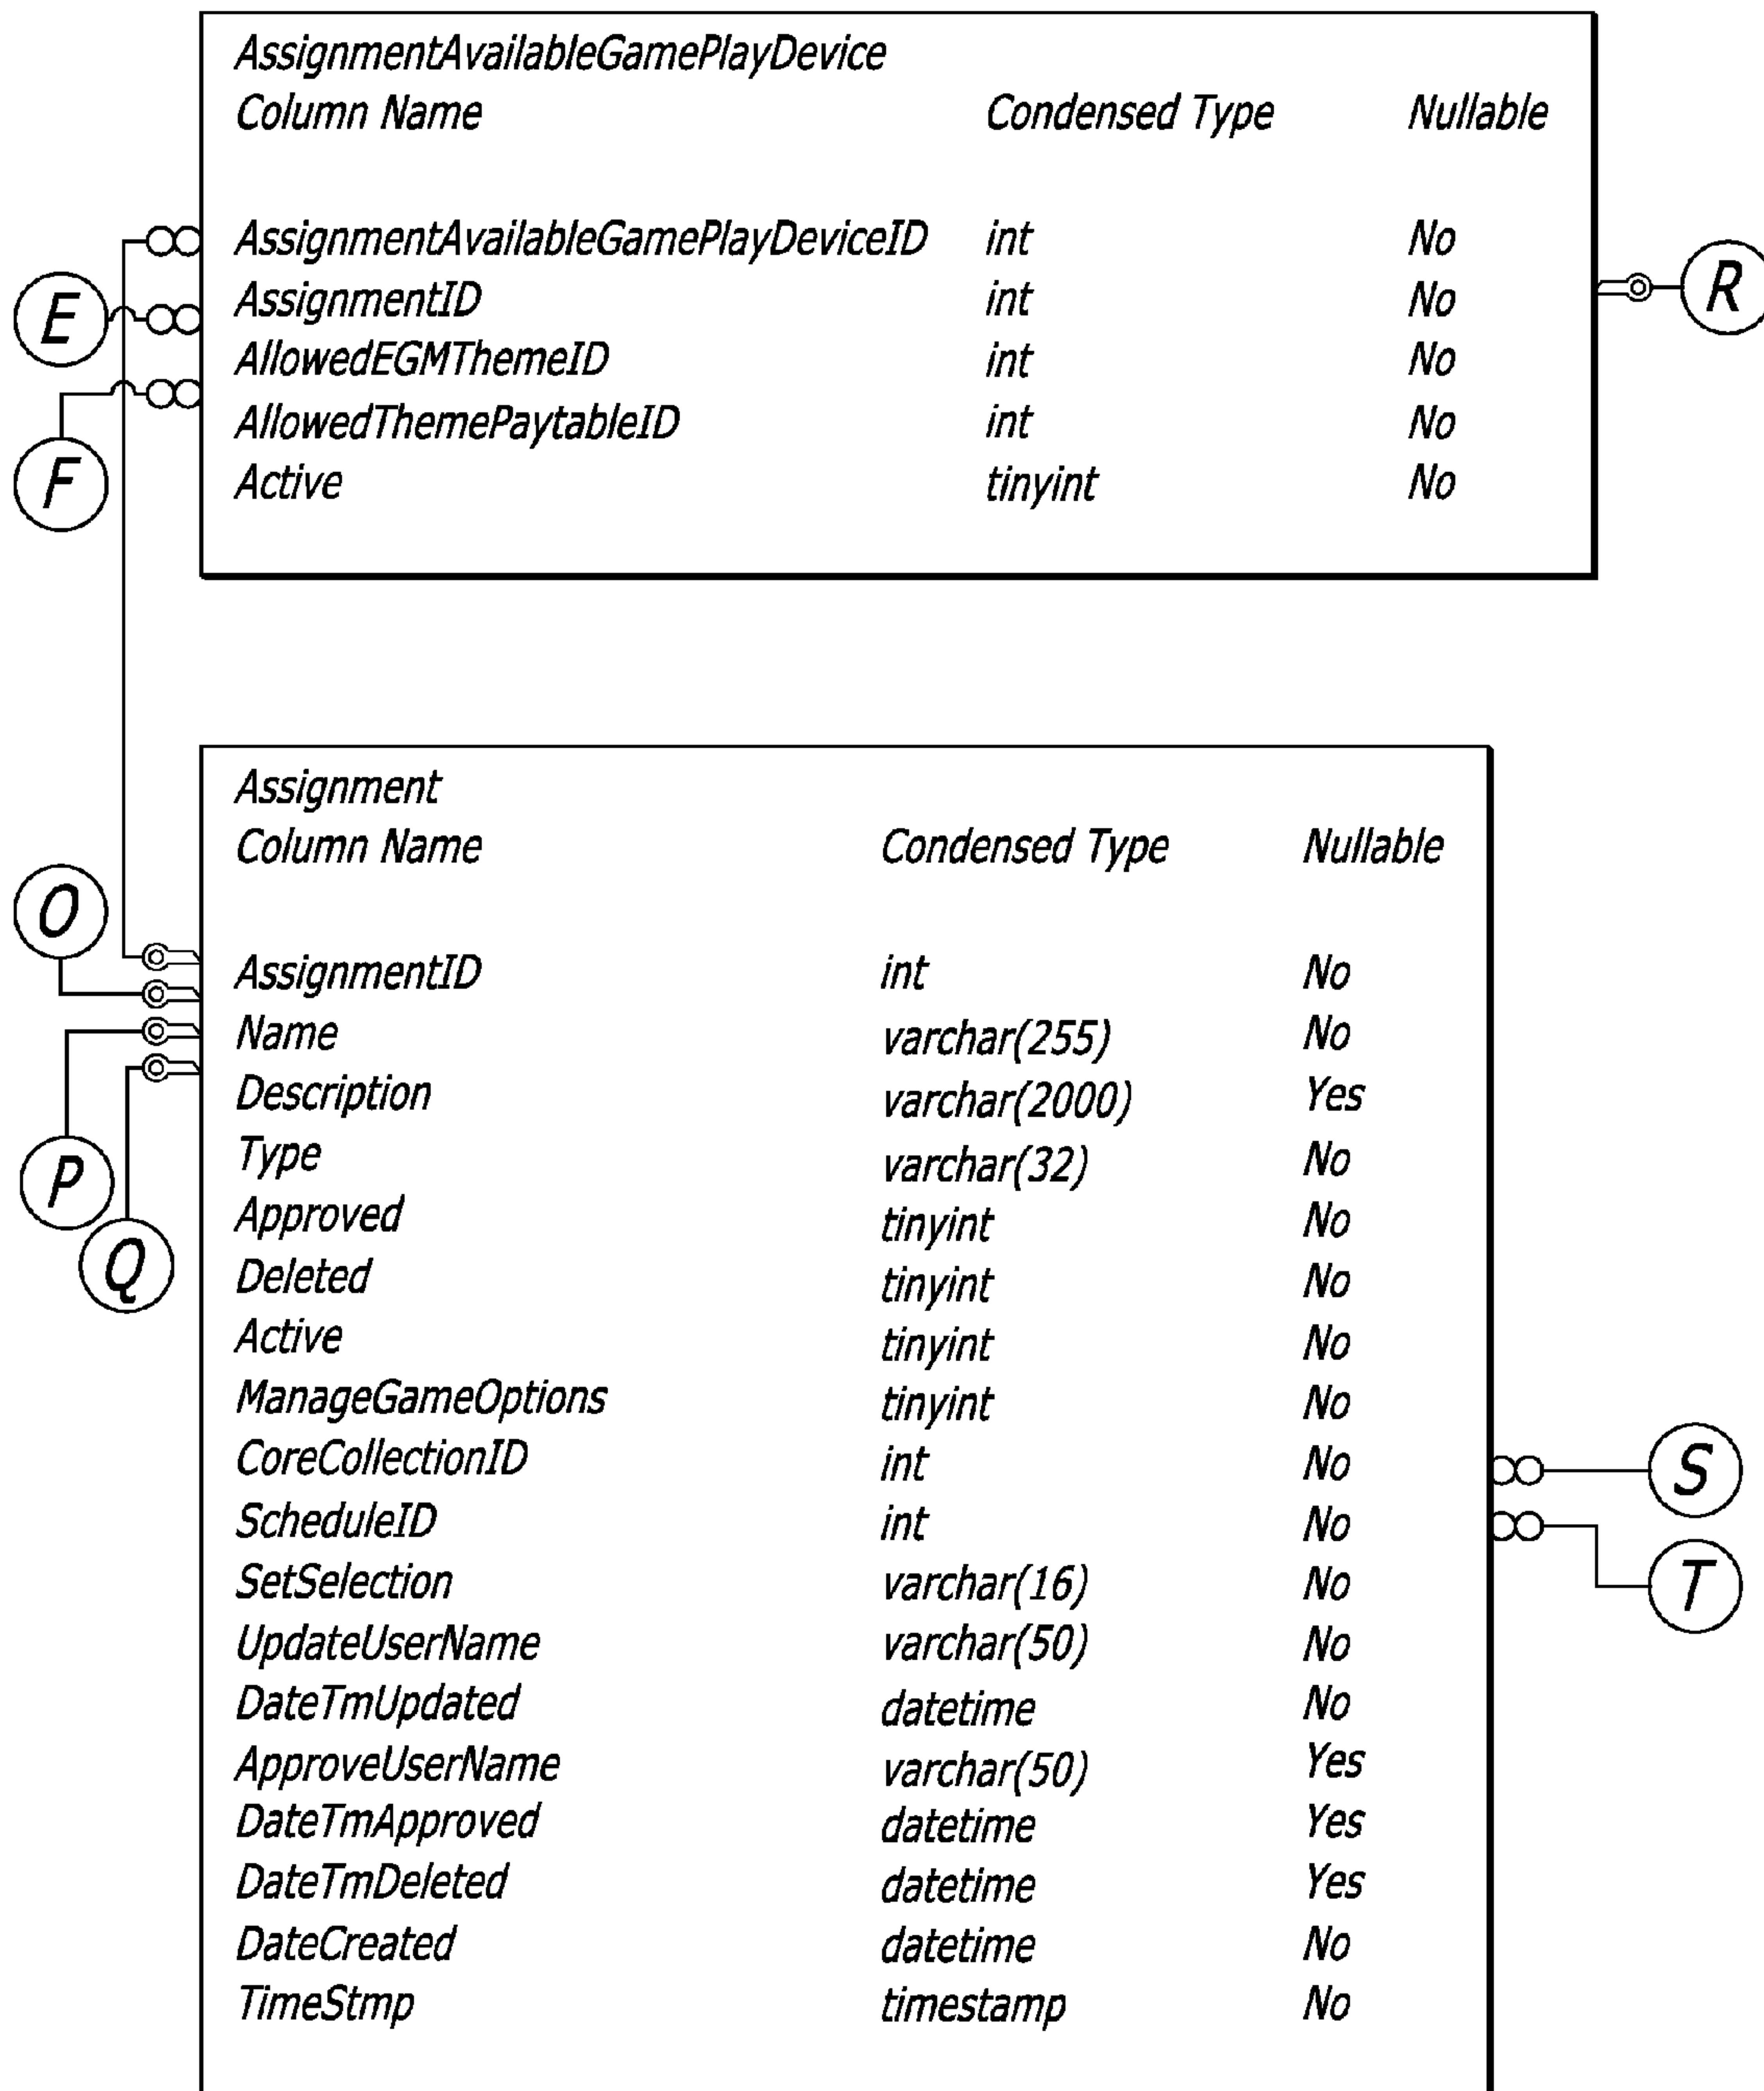 AssignmentAvailableGamePlayDevice
Column Name Condensed Type Nullable
AssignmentAvailableGamePlayDeviceID int No
AssignmentID int No
AllowedEGMThemeID int No
AllowedThemePaytableID int No
Active tinyint No
E
R
F
Assignment
Column Name Condensed Type Nullable
O
AssignmentID int No
Name varchar(255) No
Description varchar(2000) Yes
Type varchar(32) No
P
Approved tinyint No
Deleted tinyint No
Q
Active tinyint No
ManageGameOptions tinyint No
CoreCollectionID int No
S
ScheduleID int No
SetSelection varchar(16) No
T
UpdateUserName varchar(50) No
DateTmUpdated datetime No
ApproveUserName varchar(50) Yes
DateTmApproved datetime Yes
DateTmDeleted datetime Yes
DateCreated datetime No
TimeStmp timestamp No